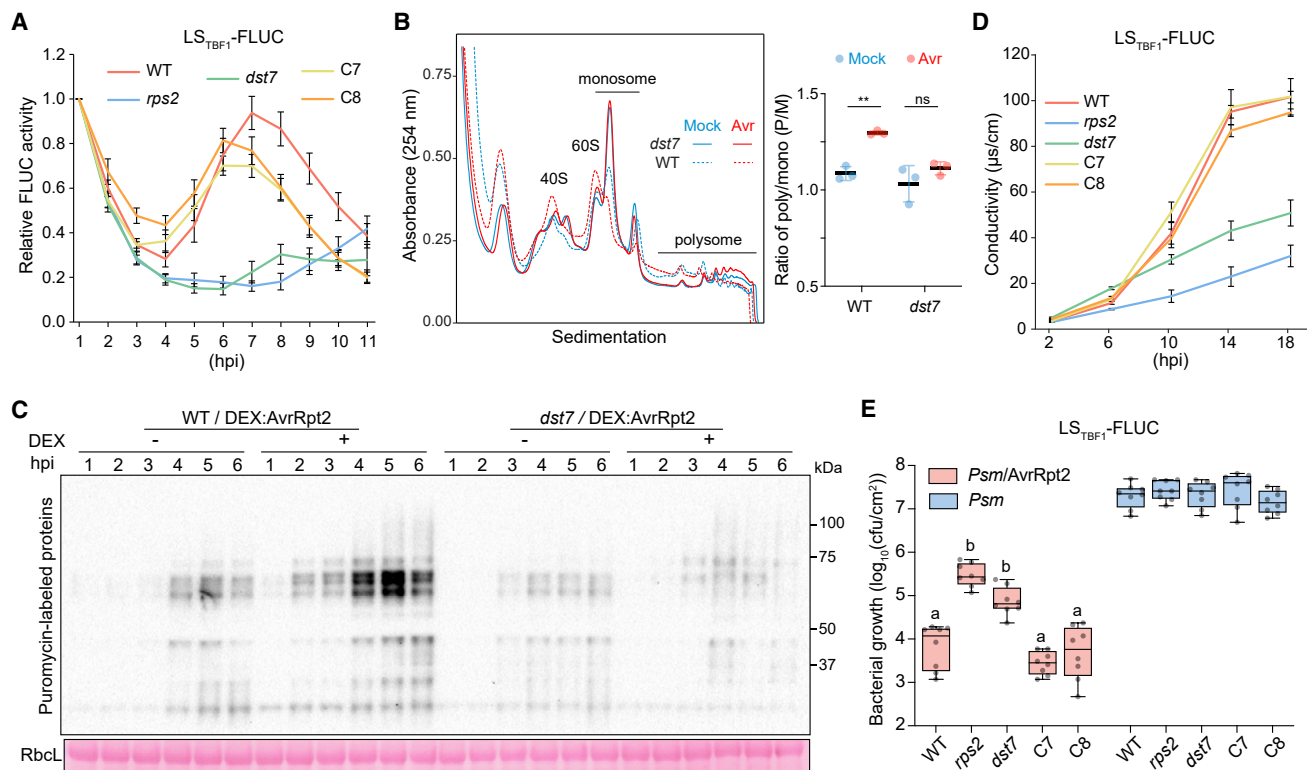 A
LS_TBF1-FLUC
WT
dst7
C7
rps2
C8
Relative FLUC activity
1.2
1.0
0.8
0.6
0.4
0.2
0.0
1 2 3 4 5 6 7 8 9 10 11
(hpi)
B
Absorbance (254 nm)
0.75
0.50
0.25
0.00
monosome
Mock Avr
dst7
WT
60S
40S
polysome
Sedimentation
Mock Avr
Ratio of poly/mono (P/M)
1.5
1.0
0.5
** ns
WT dst7
D
LS_TBF1-FLUC
WT
rps2
dst7
C7
C8
Conductivity (µs/cm)
120
100
80
60
40
20
0
2 6 10 14 18
(hpi)
C
WT / DEX:AvrRpt2 dst7 / DEX:AvrRpt2
DEX - + - +
hpi 1 2 3 4 5 6 1 2 3 4 5 6 1 2 3 4 5 6 1 2 3 4 5 6
kDa
100
75
50
37
Puromycin-labeled proteins
RbcL
E
LS_TBF1-FLUC
Psm/AvrRpt2
Psm
Bacterial growth (log10(cfu/cm²))
8
7
6
5
4
3
2
a b b a a
WT rps2 dst7 C7 C8 WT rps2 dst7 C7 C8